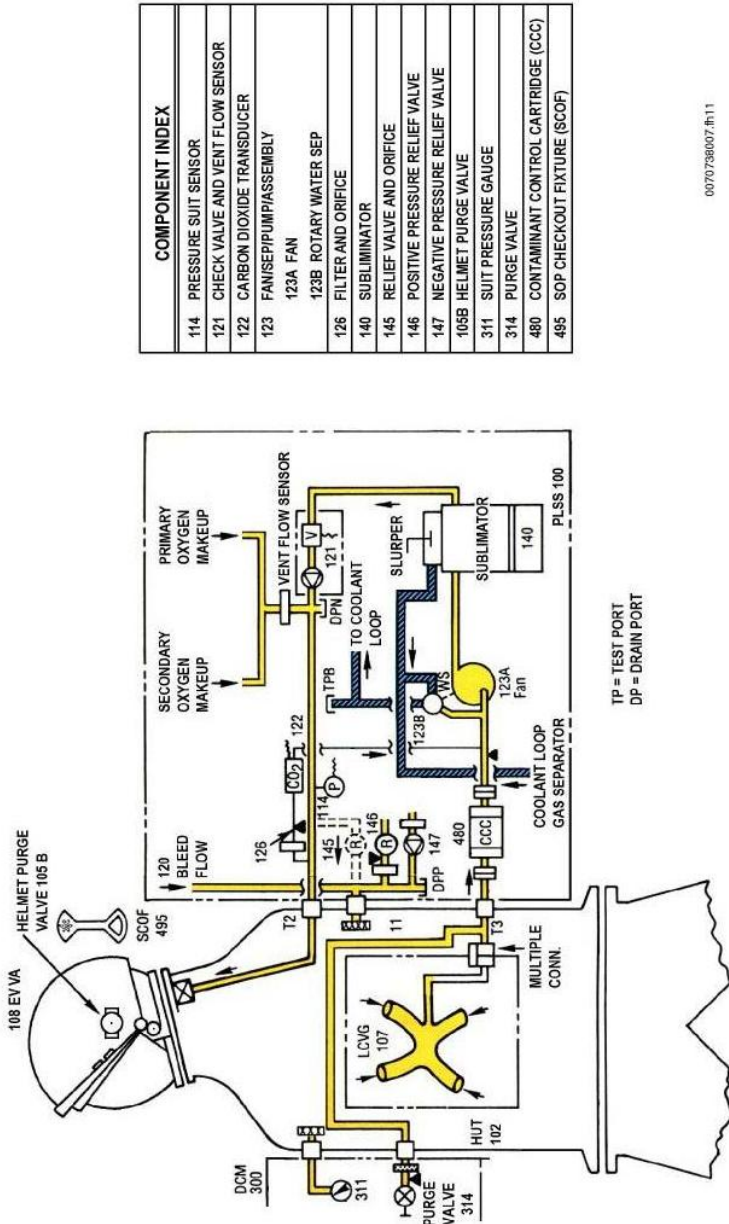 COMPONENT INDEX
114 PRESSURE SUIT SENSOR
121 CHECK VALVE AND VENT FLOW SENSOR
122 CARBON DIOXIDE TRANSDUCER
123 FAN/SEP/PUMP/ASSEMBLY
123A FAN
123B ROTARY WATER SEP
126 FILTER AND ORIFICE
140 SUBLIMINATOR
145 RELIEF VALVE AND ORIFICE
146 POSITIVE PRESSURE RELIEF VALVE
147 NEGATIVE PRESSURE RELIEF VALVE
105B HELMET PURGE VALVE
311 SUIT PRESSURE GAUGE
314 PURGE VALVE
480 CONTAMINANT CONTROL CARTRIDGE (CCC)
495 SOP CHECKOUT FIXTURE (SCOF)
108 EV VA
HELMET PURGE
VALVE 105 B
SCOF
495
120
BLEED
FLOW
SECONDARY
OXYGEN
MAKEUP
PRIMARY
OXYGEN
MAKEUP
VENT FLOW SENSOR
V
121
DPN
TO COOLANT
LOOP
TPB
122
CO2
P
114
126
145
R
146
R
147
DPP
T2
11
T3
480
CCC
123B
WS
123A
Fan
SLURPER
SUBLIMATOR
140
PLSS 100
COOLANT LOOP
GAS SEPARATOR
MULTIPLE
CONN.
LCVG
107
HUT
102
DCM
300
311
PURGE
VALVE
314
TP = TEST PORT
DP = DRAIN PORT
0070738007.fh11